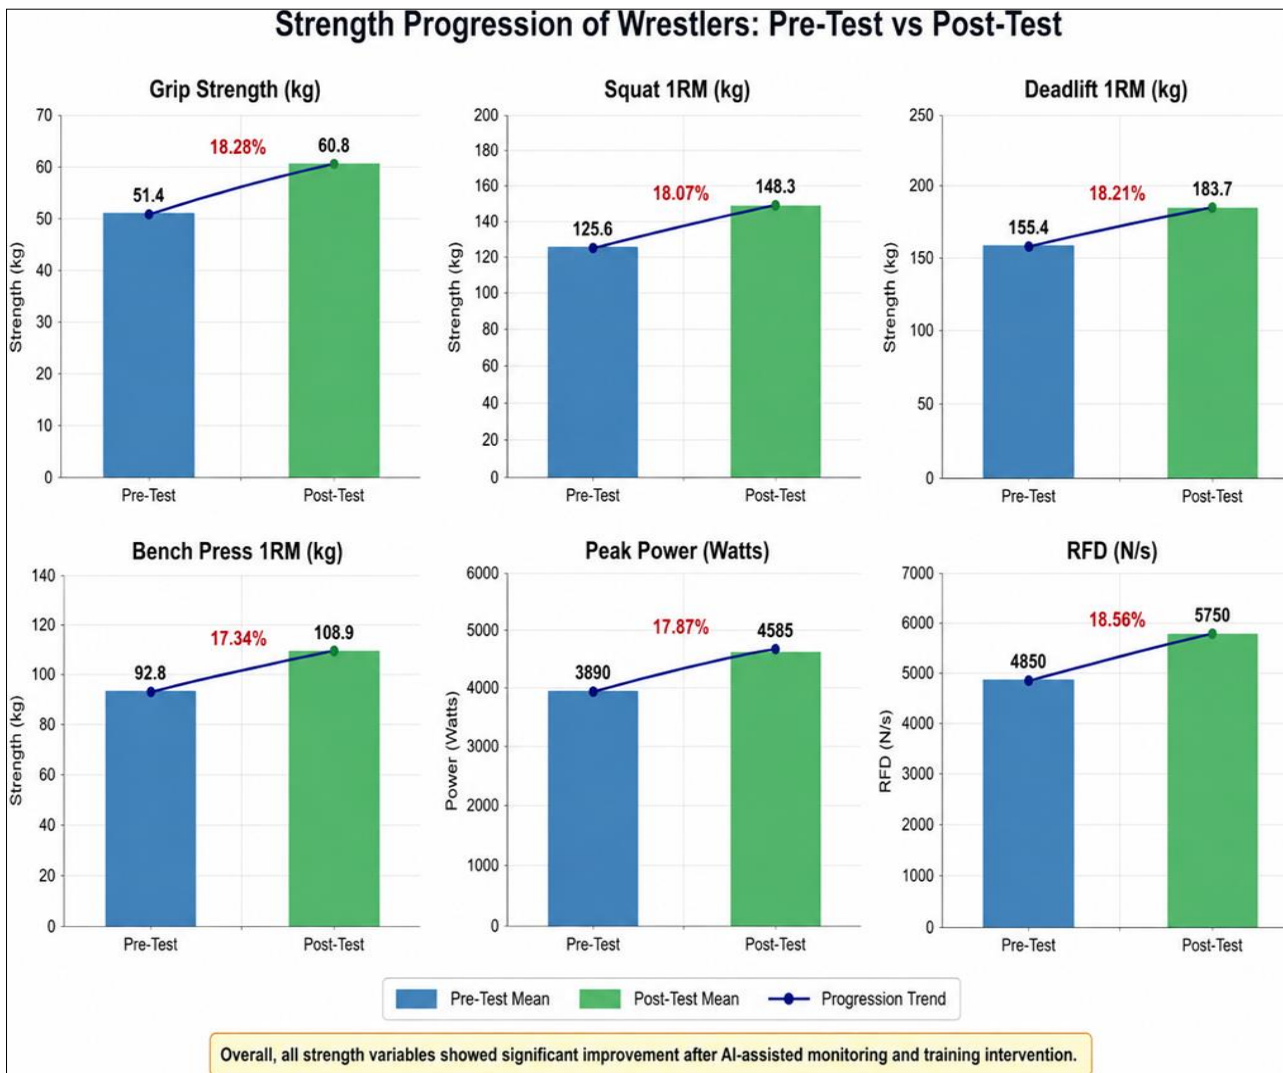 Strength Progression of Wrestlers: Pre-Test vs Post-Test
Grip Strength (kg)
Strength (kg)
70
60
50
40
30
20
10
0
51.4
18.28%
60.8
Pre-Test
Post-Test
Squat 1RM (kg)
Strength (kg)
200
180
160
140
120
100
80
60
40
20
0
125.6
18.07%
148.3
Pre-Test
Post-Test
Deadlift 1RM (kg)
Strength (kg)
250
200
150
100
50
0
155.4
18.21%
183.7
Pre-Test
Post-Test
Bench Press 1RM (kg)
Strength (kg)
140
120
100
80
60
40
20
0
92.8
17.34%
108.9
Pre-Test
Post-Test
Peak Power (Watts)
Power (Watts)
6000
5000
4000
3000
2000
1000
0
3890
17.87%
4585
Pre-Test
Post-Test
RFD (N/s)
RFD (N/s)
7000
6000
5000
4000
3000
2000
1000
0
4850
18.56%
5750
Pre-Test
Post-Test
Pre-Test Mean
Post-Test Mean
Progression Trend
Overall, all strength variables showed significant improvement after AI-assisted monitoring and training intervention.